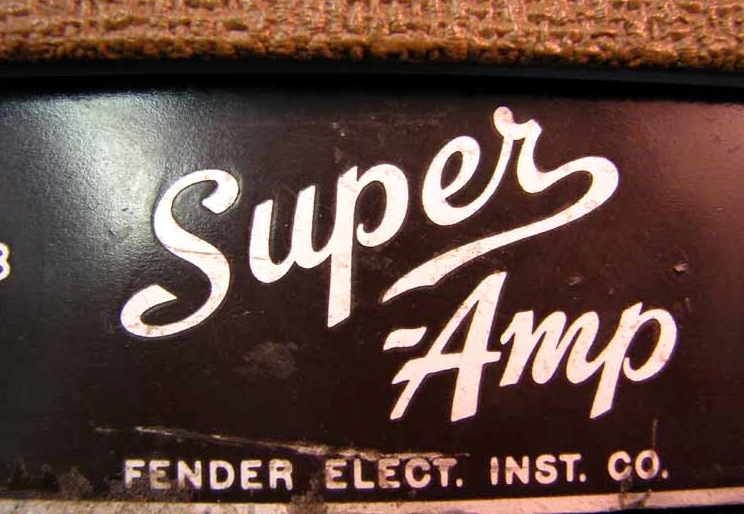 Super
-Amp
FENDER ELECT. INST. CO.